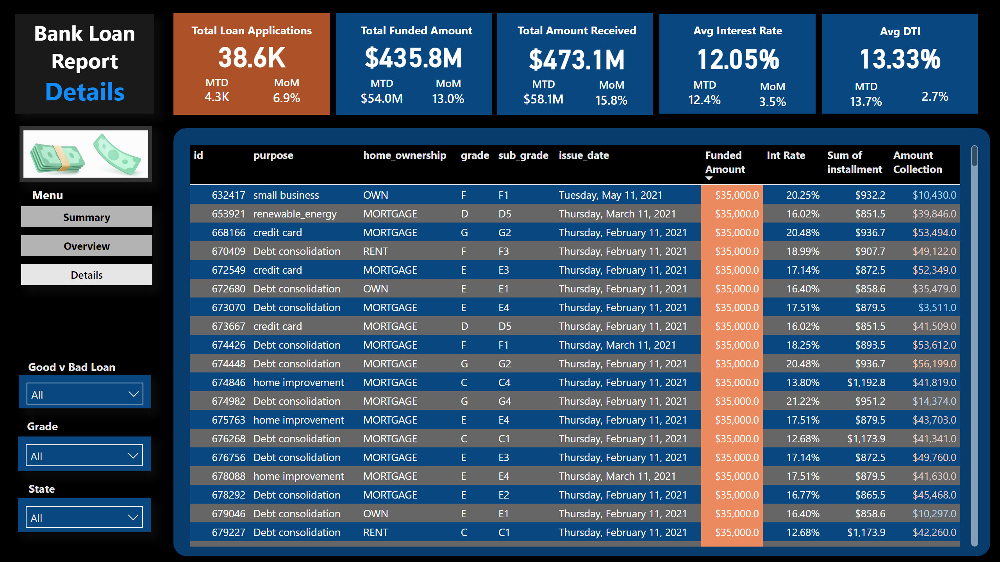 Bank Loan
Report
Details
Total Loan Applications
38.6K
MTD MoM
4.3K 6.9%
Total Funded Amount
$435.8M
MTD MoM
$54.0M 13.0%
Total Amount Received
$473.1M
MTD MoM
$58.1M 15.8%
Avg Interest Rate
12.05%
MTD MoM
12.4% 3.5%
Avg DTI
13.33%
MTD
13.7% 2.7%
Menu
Summary
Overview
Details
Good v Bad Loan
All
Grade
All
State
All
id purpose home_ownership grade sub_grade issue_date Funded Int Rate Sum of Amount
Amount installment Collection
632417 small business OWN F F1 Tuesday, May 11, 2021 $35,000.0 20.25% $932.2 $10,430.0
653921 renewable_energy MORTGAGE D D5 Thursday, March 11, 2021 $35,000.0 16.02% $851.5 $39,846.0
668166 credit card MORTGAGE G G2 Thursday, February 11, 2021 $35,000.0 20.48% $936.7 $53,494.0
670409 Debt consolidation RENT F F3 Thursday, February 11, 2021 $35,000.0 18.99% $907.7 $49,122.0
672549 credit card MORTGAGE E E3 Thursday, February 11, 2021 $35,000.0 17.14% $872.5 $52,349.0
672680 Debt consolidation OWN E E1 Thursday, February 11, 2021 $35,000.0 16.40% $858.6 $35,479.0
673070 Debt consolidation MORTGAGE E E4 Thursday, February 11, 2021 $35,000.0 17.51% $879.5 $3,511.0
673667 credit card MORTGAGE D D5 Thursday, February 11, 2021 $35,000.0 16.02% $851.5 $41,509.0
674426 Debt consolidation MORTGAGE F F1 Thursday, March 11, 2021 $35,000.0 18.25% $893.5 $53,612.0
674448 Debt consolidation MORTGAGE G G2 Thursday, February 11, 2021 $35,000.0 20.48% $936.7 $56,199.0
674846 home improvement MORTGAGE C C4 Thursday, February 11, 2021 $35,000.0 13.80% $1,192.8 $41,819.0
674982 Debt consolidation MORTGAGE G G4 Thursday, February 11, 2021 $35,000.0 21.22% $951.2 $14,374.0
675763 home improvement MORTGAGE E E4 Thursday, February 11, 2021 $35,000.0 17.51% $879.5 $43,703.0
676268 Debt consolidation MORTGAGE C C1 Thursday, February 11, 2021 $35,000.0 12.68% $1,173.9 $41,341.0
676756 Debt consolidation MORTGAGE E E3 Thursday, February 11, 2021 $35,000.0 17.14% $872.5 $49,760.0
678088 home improvement MORTGAGE E E4 Thursday, March 11, 2021 $35,000.0 17.51% $879.5 $41,630.0
678292 Debt consolidation MORTGAGE E E2 Thursday, February 11, 2021 $35,000.0 16.77% $865.5 $45,468.0
679046 Debt consolidation OWN E E1 Thursday, February 11, 2021 $35,000.0 16.40% $858.6 $10,297.0
679227 Debt consolidation RENT C C1 Thursday, February 11, 2021 $35,000.0 12.68% $1,173.9 $42,260.0